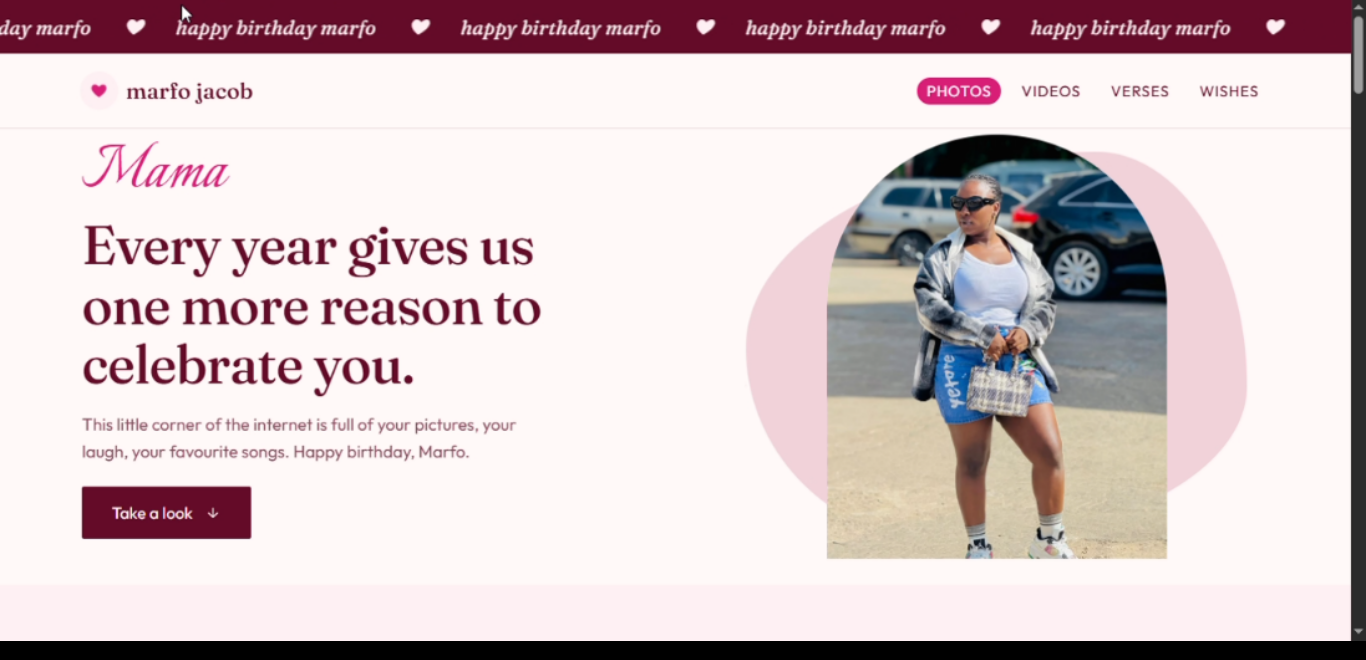 day marfo happy birthday marfo happy birthday marfo happy birthday marfo happy birthday marfo
marfo jacob
PHOTOS VIDEOS VERSES WISHES
Mama
Every year gives us
one more reason to
celebrate you.
This little corner of the internet is full of your pictures, your
laugh, your favourite songs. Happy birthday, Marfo.
Take a look ↓